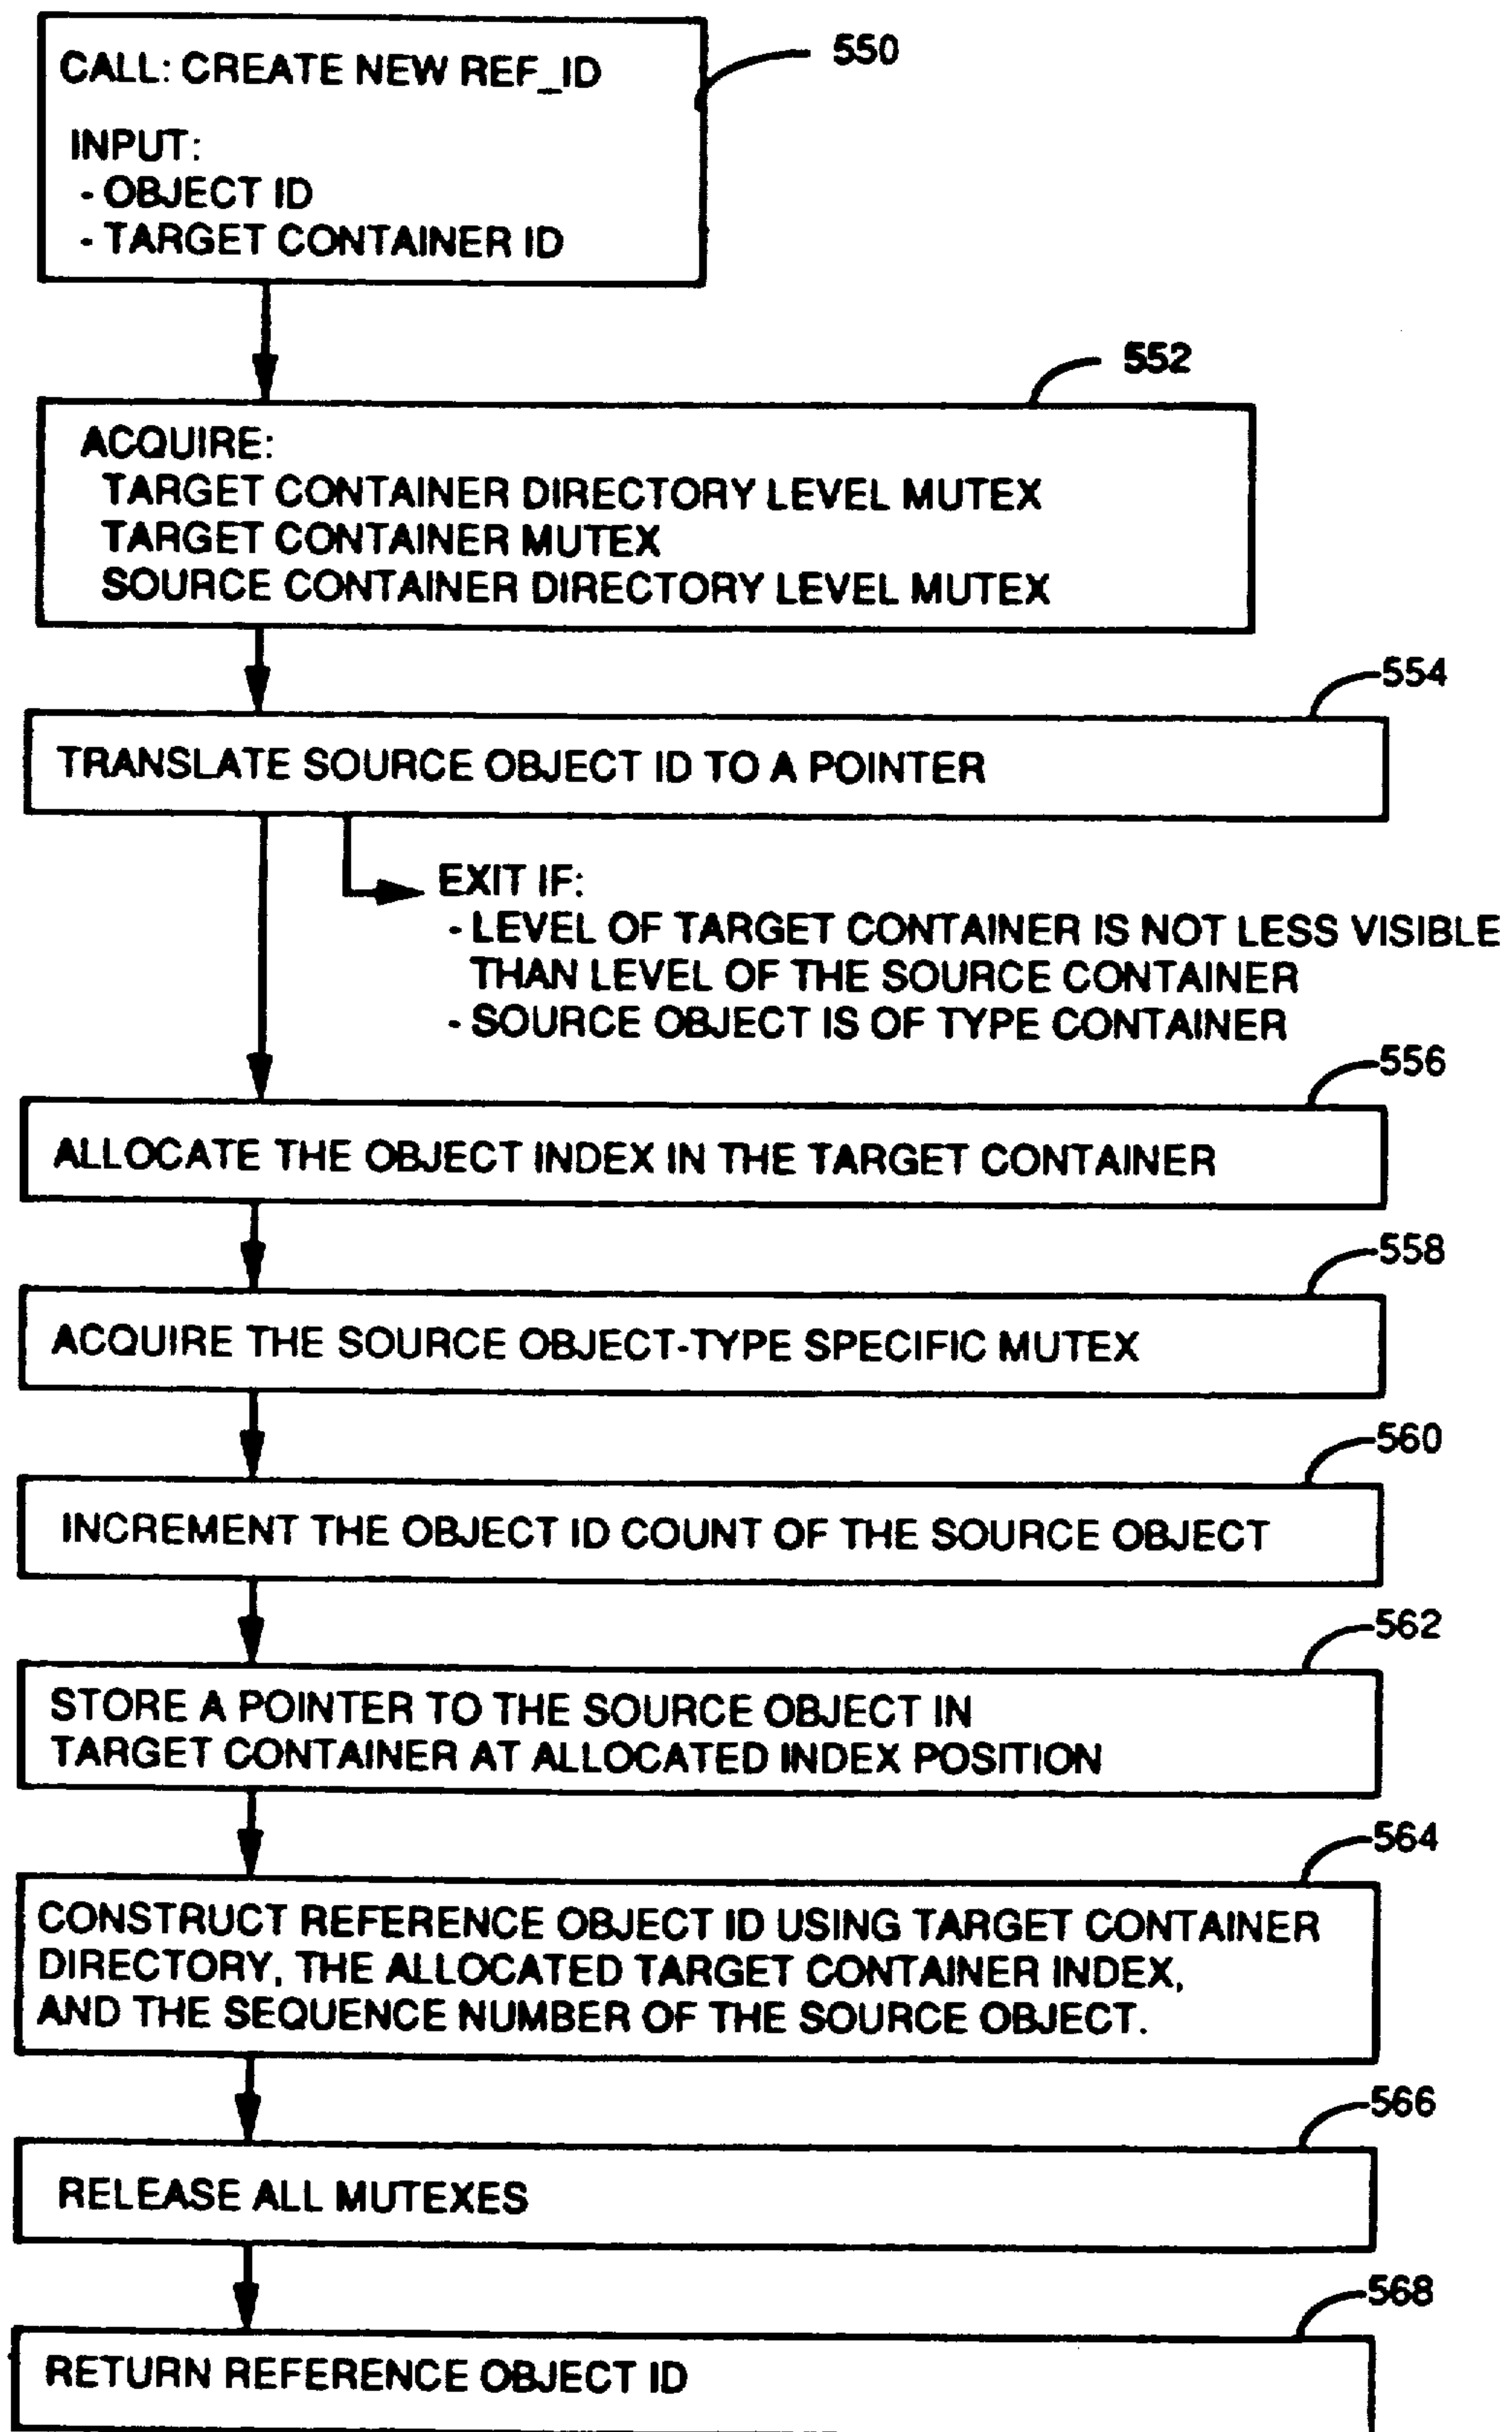 CALL: CREATE NEW REF_ID
550
INPUT:
- OBJECT ID
- TARGET CONTAINER ID
552
ACQUIRE:
TARGET CONTAINER DIRECTORY LEVEL MUTEX
TARGET CONTAINER MUTEX
SOURCE CONTAINER DIRECTORY LEVEL MUTEX
554
TRANSLATE SOURCE OBJECT ID TO A POINTER
EXIT IF:
- LEVEL OF TARGET CONTAINER IS NOT LESS VISIBLE
THAN LEVEL OF THE SOURCE CONTAINER
- SOURCE OBJECT IS OF TYPE CONTAINER
556
ALLOCATE THE OBJECT INDEX IN THE TARGET CONTAINER
558
ACQUIRE THE SOURCE OBJECT-TYPE SPECIFIC MUTEX
560
INCREMENT THE OBJECT ID COUNT OF THE SOURCE OBJECT
562
STORE A POINTER TO THE SOURCE OBJECT IN
TARGET CONTAINER AT ALLOCATED INDEX POSITION
564
CONSTRUCT REFERENCE OBJECT ID USING TARGET CONTAINER
DIRECTORY, THE ALLOCATED TARGET CONTAINER INDEX,
AND THE SEQUENCE NUMBER OF THE SOURCE OBJECT.
566
RELEASE ALL MUTEXES
568
RETURN REFERENCE OBJECT ID